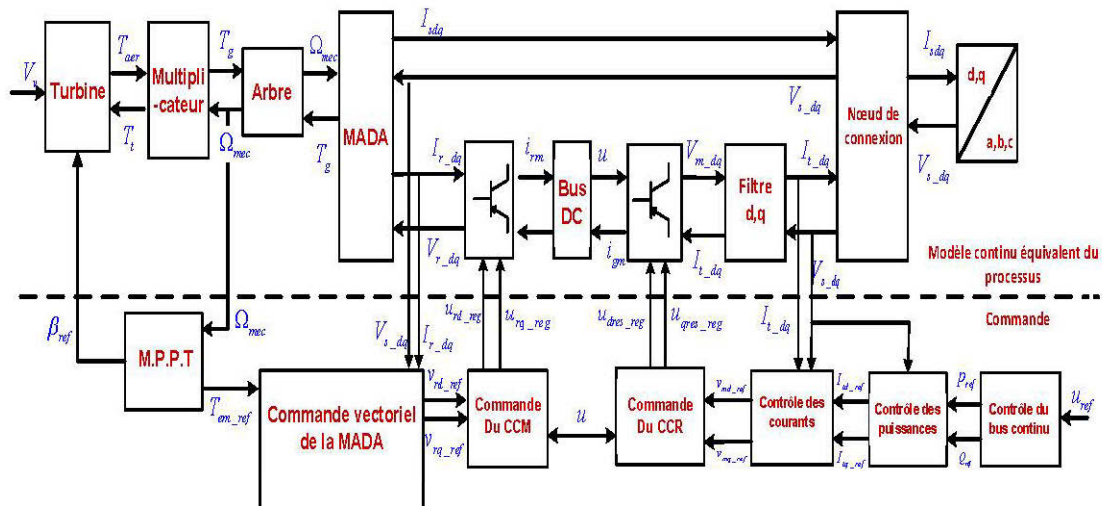 I_sdq
I_sdq
V_v
Turbine
T_aer
T_t
Multipli
-cateur
T_g
Ω_mec
Arbre
Ω_mec
T_g
MADA
V_s_dq
Nœud de
connexion
d,q
a,b,c
V_s_dq
I_r_dq
V_r_dq
i_rm
Bus
DC
u
V_m_dq
I_t_dq
Filtre
d,q
I_t_dq
V_s_dq
Modèle continu équivalent du
processus
Commande
β_ref
Ω_mec
M.P.P.T
T_em_ref
V_s_dq
I_r_dq
u_rd_reg
u_rq_reg
u_dres_reg
u_qres_reg
I_t_dq
Commande vectoriel
de la MADA
v_rd_ref
v_rq_ref
Commande
Du CCM
u
Commande
Du CCR
v_md_ref
v_mq_ref
Contrôle des
courants
I_td_ref
I_tq_ref
Contrôle des
puissances
p_ref
Contrôle du
bus continu
u_ref